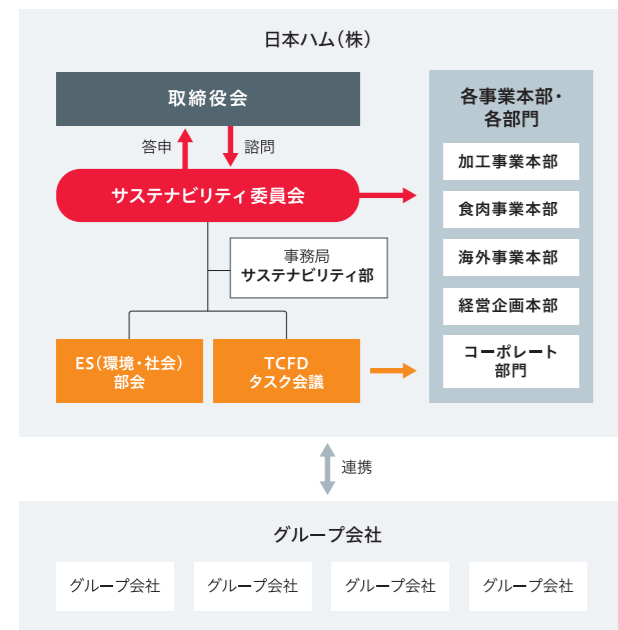 日本ハム(株)
取締役会
答申
諮問
サステナビリティ委員会
事務局
サステナビリティ部
ES(環境・社会)
部会
TCFD
タスク会議
各事業本部・
各部門
加工事業本部
食肉事業本部
海外事業本部
経営企画本部
コーポレート
部門
連携
グループ会社
グループ会社
グループ会社
グループ会社
グループ会社